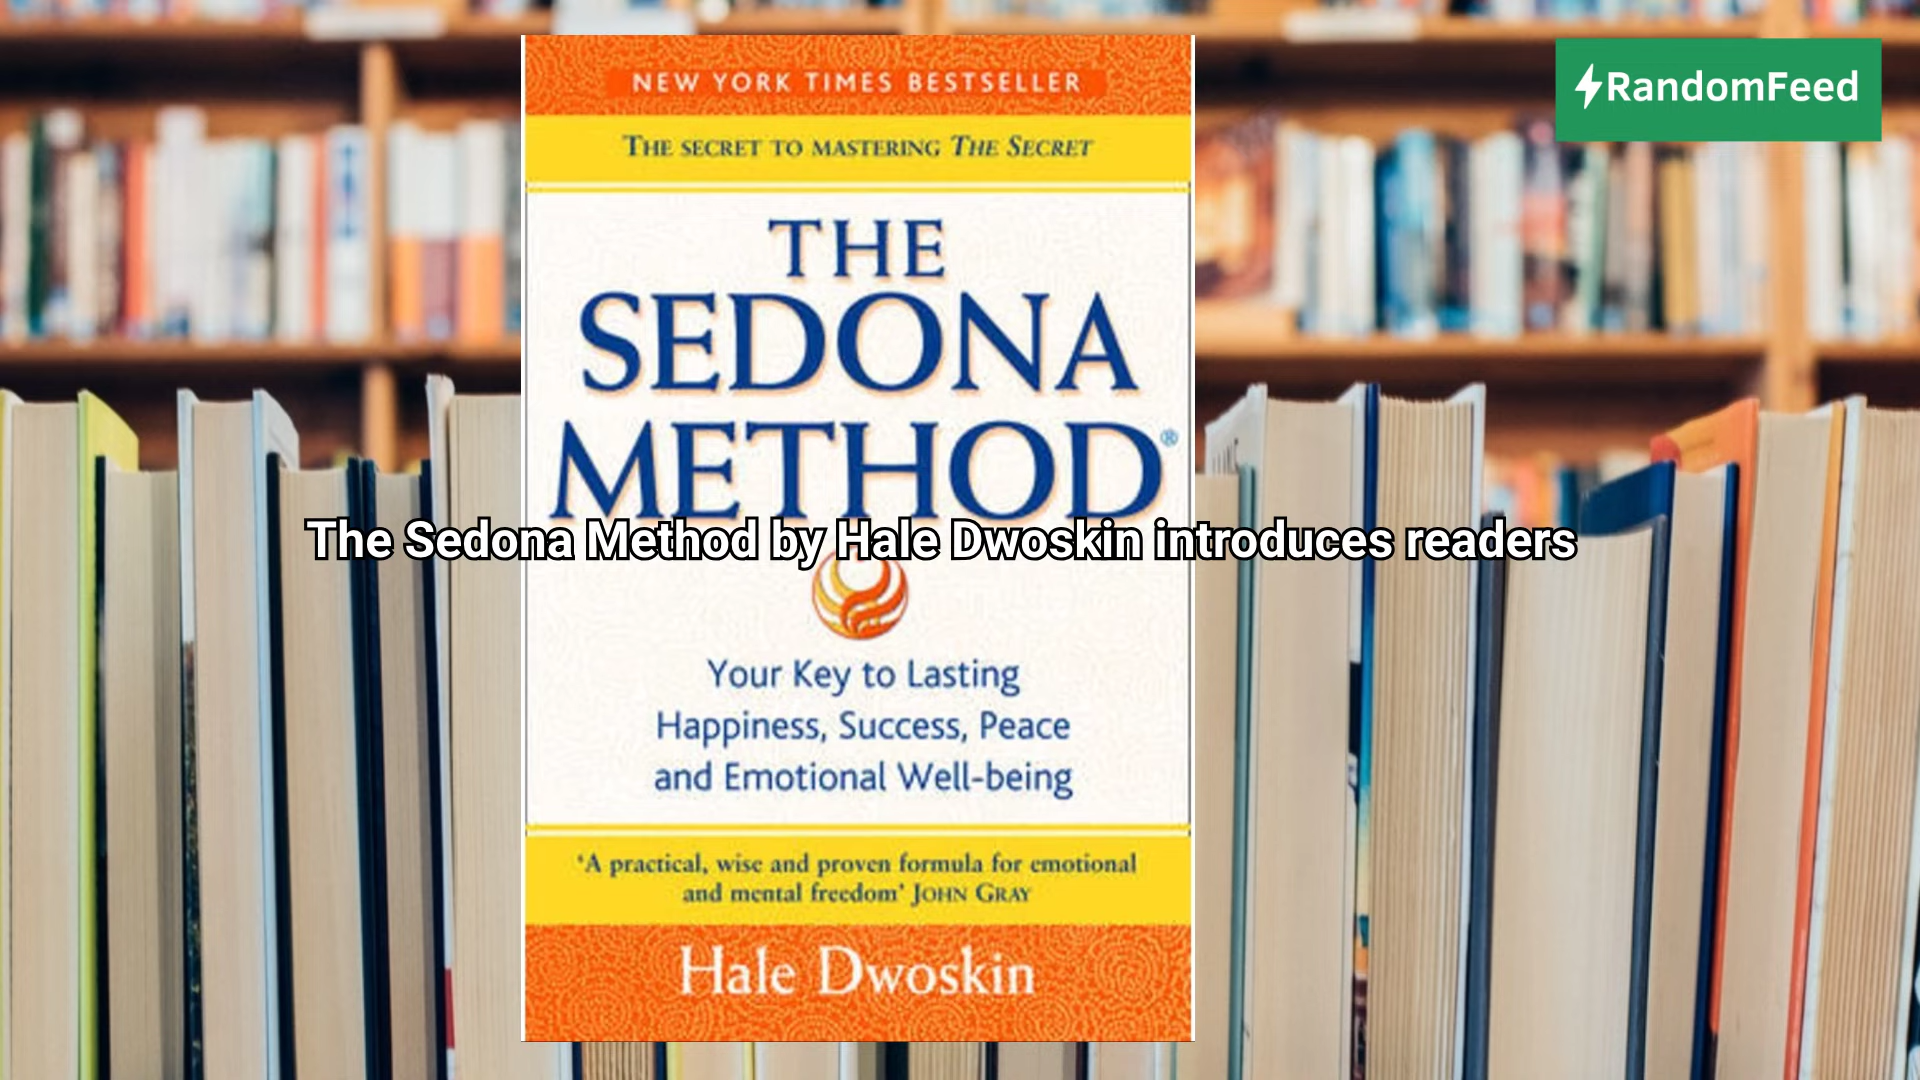 NEW YORK TIMES BESTSELLER
RandomFeed
THE SECRET TO MASTERING THE SECRET
THE
SEDONA
METHOD®
The Sedona Method by Hale Dwoskin introduces readers
Your Key to Lasting
Happiness, Success, Peace
and Emotional Well-being
‘A practical, wise and proven formula for emotional
and mental freedom’ JOHN GRAY
Hale Dwoskin